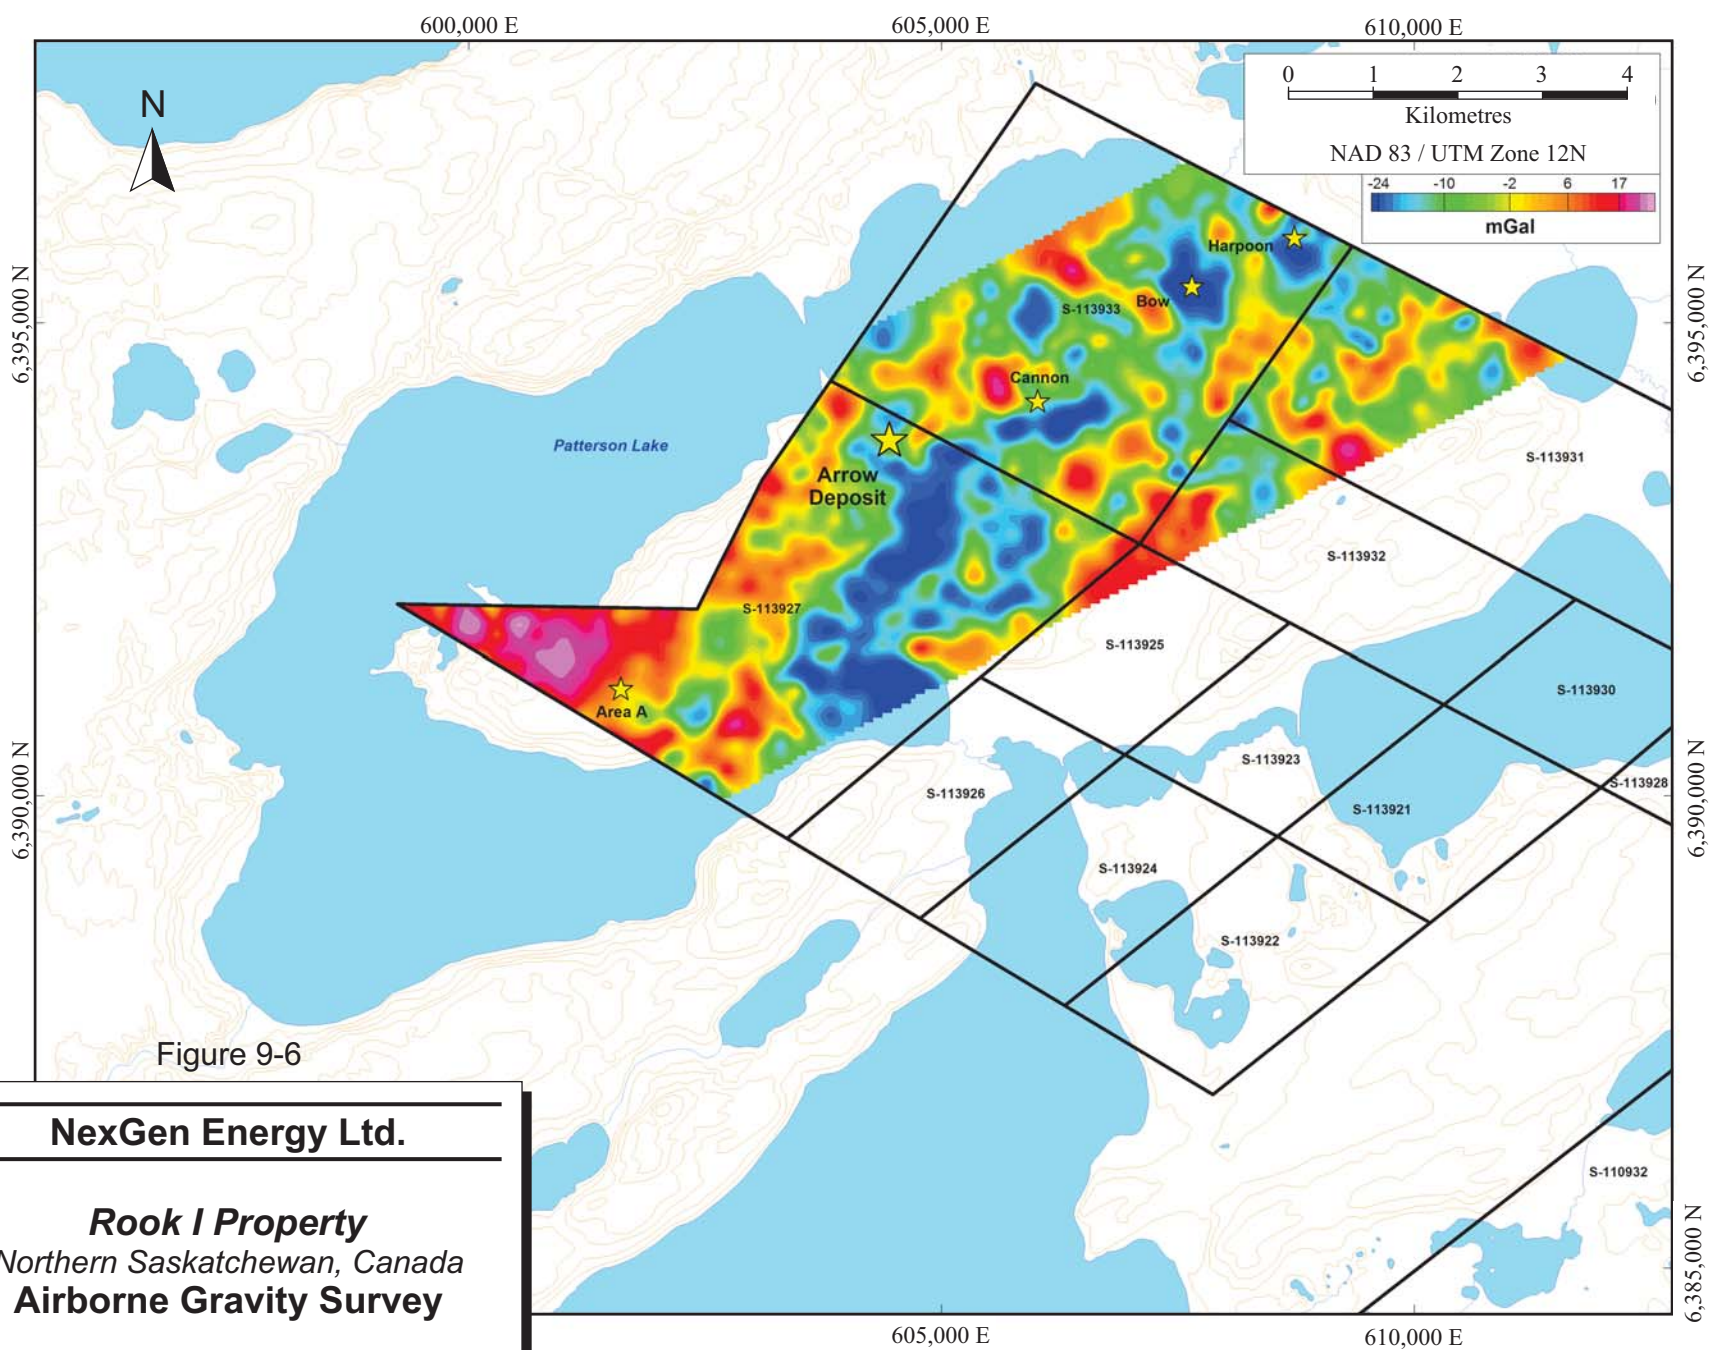 600,000 E
605,000 E
610,000 E
0 1 2 3 4
Kilometres
NAD 83 / UTM Zone 12N
-24 -10 -2 6 17
mGal
N
6,395,000 N
6,395,000 N
Harpoon
Bow
S-113933
Cannon
Patterson Lake
Arrow
Deposit
S-113931
S-113932
S-113927
S-113925
S-113930
Area A
S-113923
S-113928
S-113926
S-113921
6,390,000 N
6,390,000 N
S-113924
S-113922
Figure 9-6
NexGen Energy Ltd.
Rook I Property
Northern Saskatchewan, Canada
Airborne Gravity Survey
S-110932
6,385,000 N
605,000 E
610,000 E